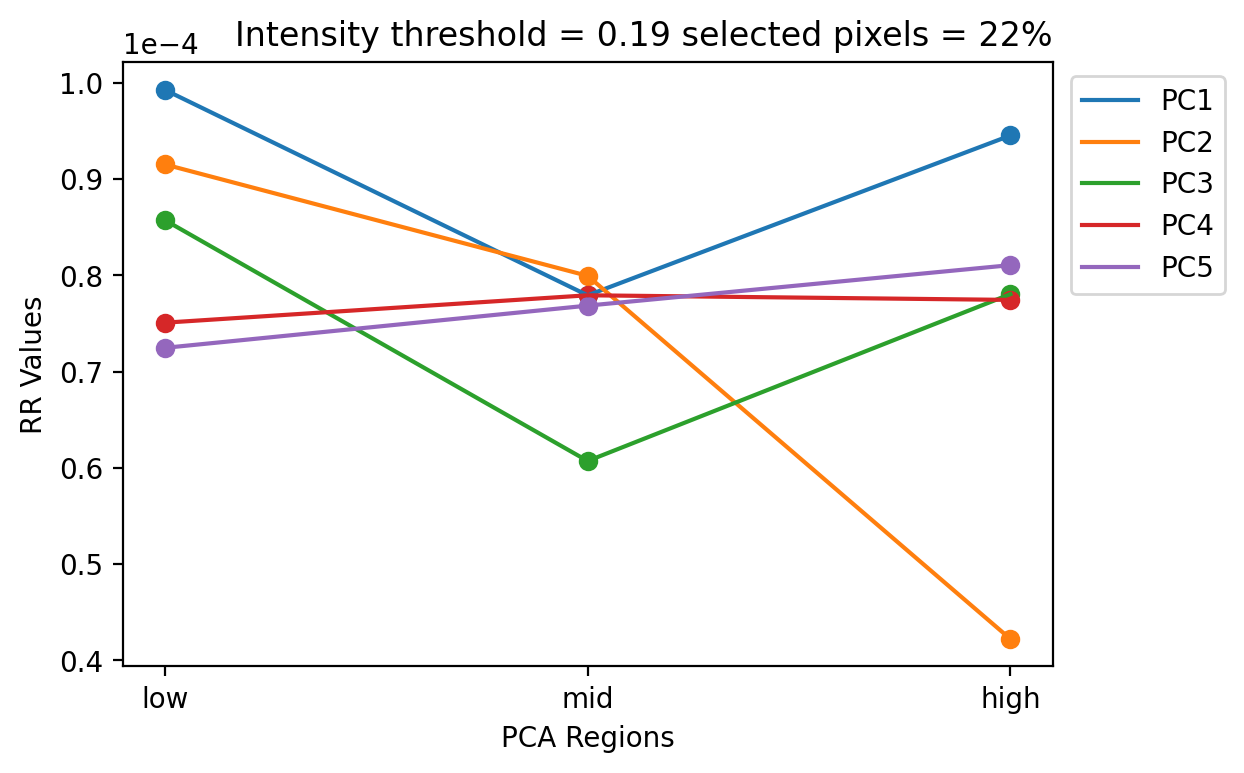 Intensity threshold = 0.19 selected pixels = 22%
1e−4
1.0
0.9
0.8
0.7
0.6
0.5
0.4
RR Values
low mid high
PCA Regions
PC1
PC2
PC3
PC4
PC5